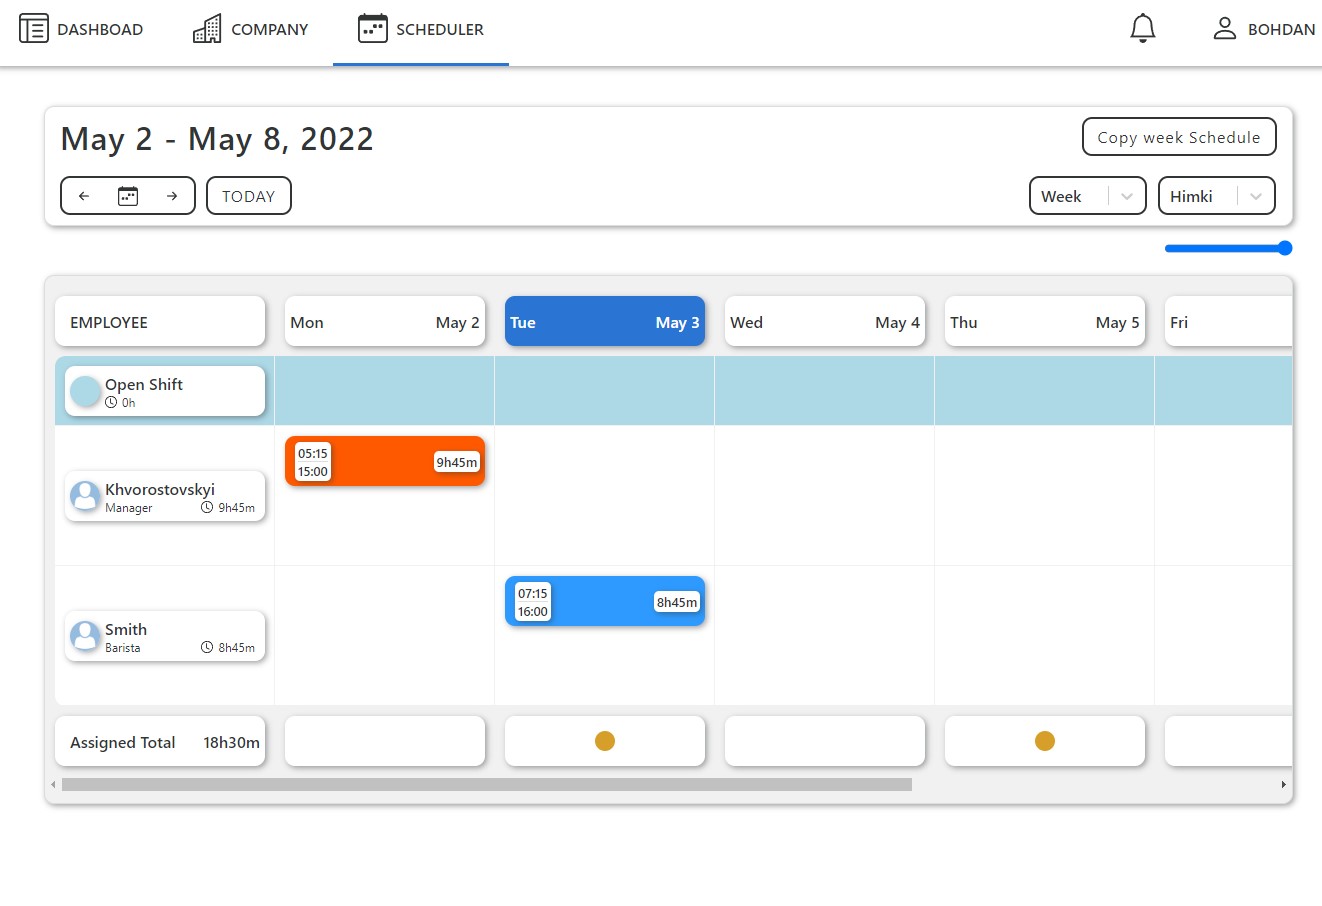 DASHBOAD COMPANY SCHEDULER BOHDAN
May 2 - May 8, 2022
Copy week Schedule
TODAY
Week
Himki
EMPLOYEE
Mon May 2
Tue May 3
Wed May 4
Thu May 5
Fri
Open Shift
0h
05:15
15:00
9h45m
Khvorostovskyi
Manager 9h45m
07:15
16:00
8h45m
Smith
Barista 8h45m
Assigned Total 18h30m